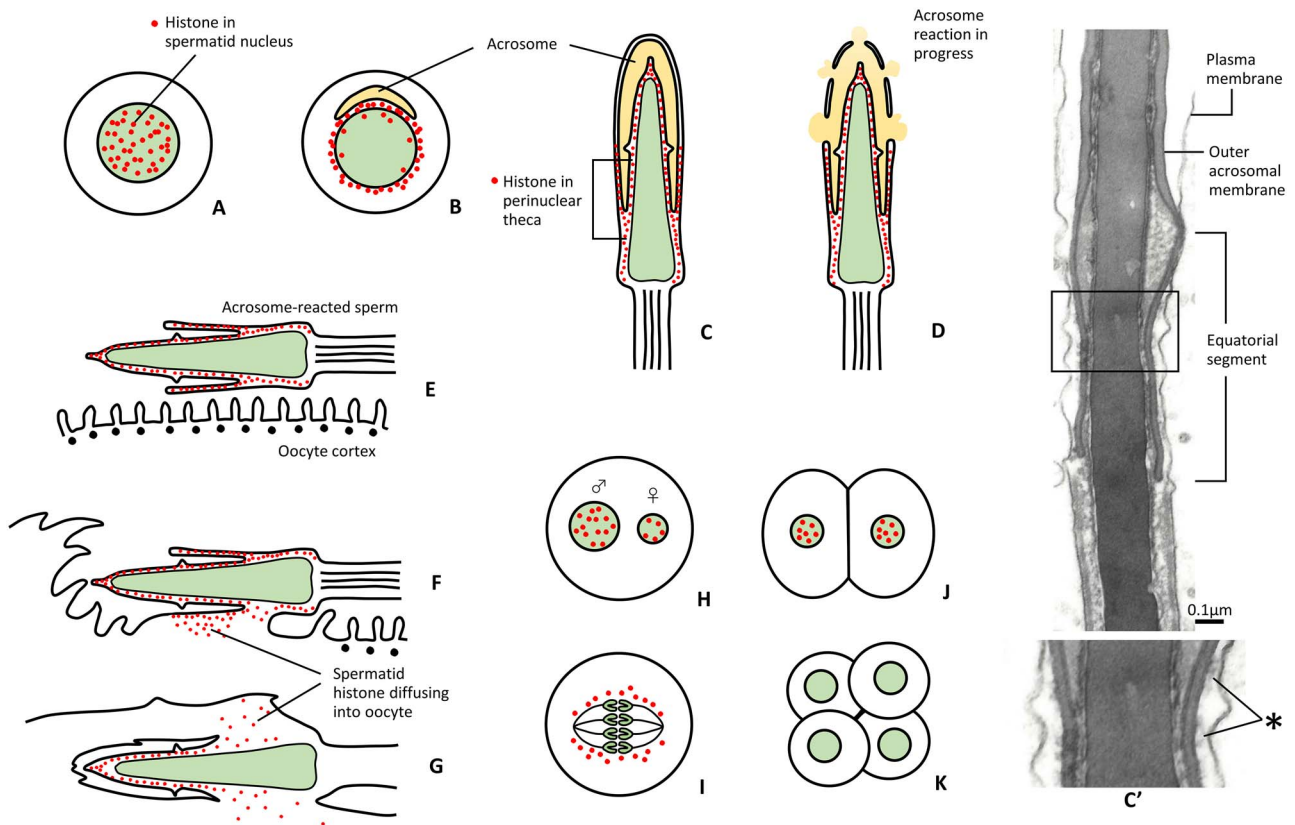 Histone in
spermatid nucleus
A
B
Acrosome
Histone in
perinuclear
theca
C
Acrosome
reaction in
progress
D
Plasma
membrane
Outer
acrosomal
membrane
Equatorial
segment
0.1µm
*
C’
Acrosome-reacted sperm
E
Oocyte cortex
F
Spermatid
histone diffusing
into oocyte
G
♂
♀
H
J
I
K